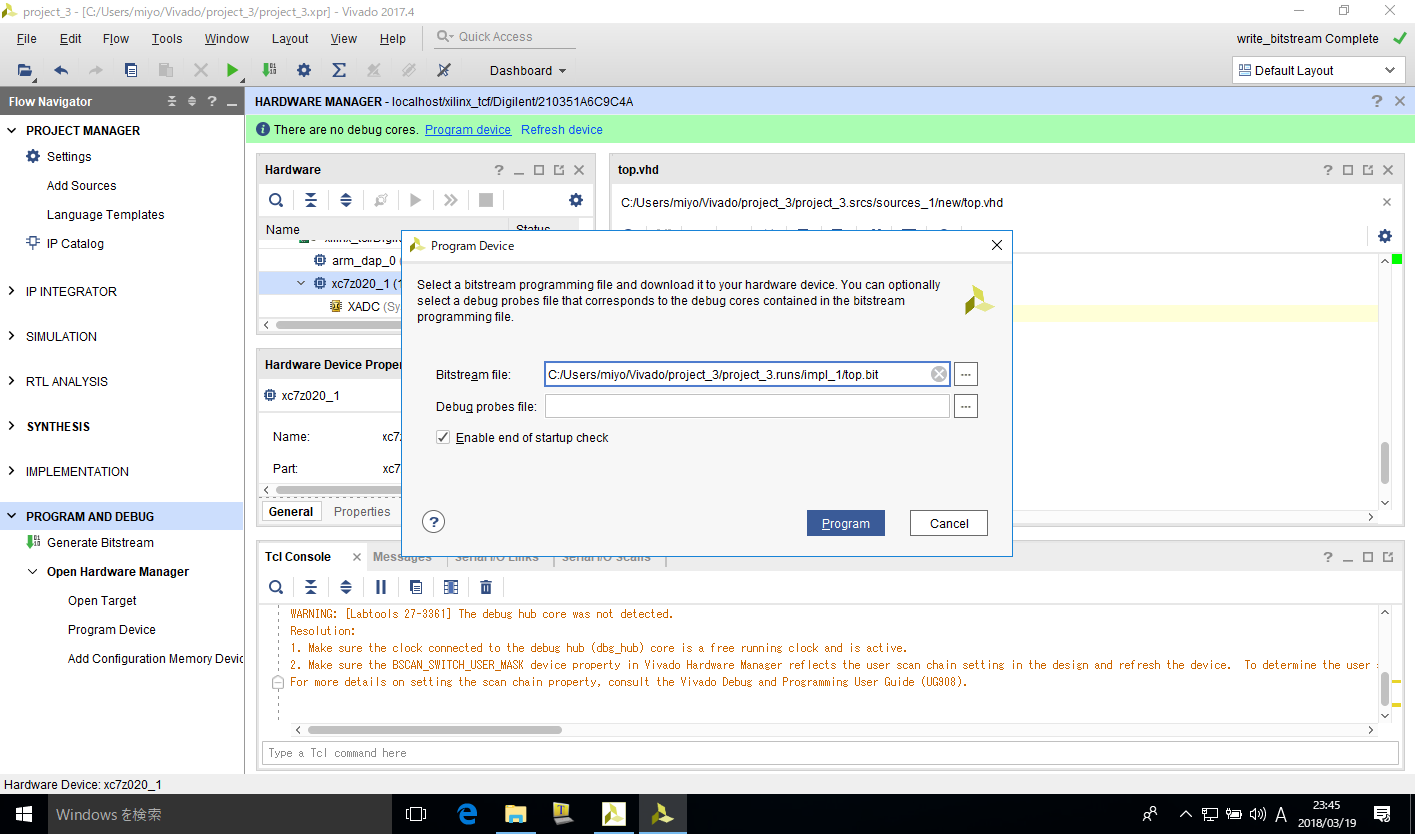 project_3 - [C:/Users/miyo/Vivado/project_3/project_3.xpr] - Vivado 2017.4
File Edit Flow Tools Window Layout View Help
Quick Access
write_bitstream Complete
Dashboard
Default Layout
Flow Navigator
PROJECT MANAGER
Settings
Add Sources
Language Templates
IP Catalog
IP INTEGRATOR
SIMULATION
RTL ANALYSIS
SYNTHESIS
IMPLEMENTATION
PROGRAM AND DEBUG
Generate Bitstream
Open Hardware Manager
Open Target
Program Device
Add Configuration Memory Devic
HARDWARE MANAGER - localhost/xilinx_tcf/Digilent/210351A6C9C4A
There are no debug cores. Program device Refresh device
Hardware
Name Status
arm_dap_0 (
xc7z020_1 (1
XADC (Sy
Hardware Device Proper
xc7z020_1
Name: xc7z
Part: xc7
General Properties
top.vhd
C:/Users/miyo/Vivado/project_3/project_3.srcs/sources_1/new/top.vhd
Program Device
Select a bitstream programming file and download it to your hardware device. You can optionally
select a debug probes file that corresponds to the debug cores contained in the bitstream
programming file.
Bitstream file: C:/Users/miyo/Vivado/project_3/project_3.runs/impl_1/top.bit
Debug probes file:
Enable end of startup check
Program Cancel
Tcl Console Messages Serial I/O Links Serial I/O Scans
WARNING: [Labtools 27-3361] The debug hub core was not detected.
Resolution:
1. Make sure the clock connected to the debug hub (dbg_hub) core is a free running clock and is active.
2. Make sure the BSCAN_SWITCH_USER_MASK device property in Vivado Hardware Manager reflects the user scan chain setting in the design and refresh the device.  To determine the user
For more details on setting the scan chain property, consult the Vivado Debug and Programming User Guide (UG908).
Type a Tcl command here
Hardware Device: xc7z020_1
Windows を検索
A
23:45
2018/03/19